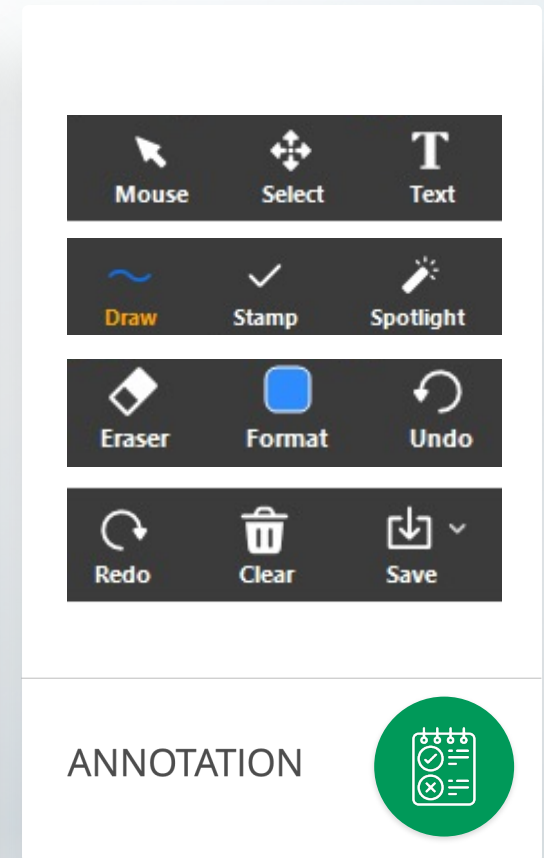 Mouse Select Text
Draw Stamp Spotlight
Eraser Format Undo
Redo Clear Save
ANNOTATION